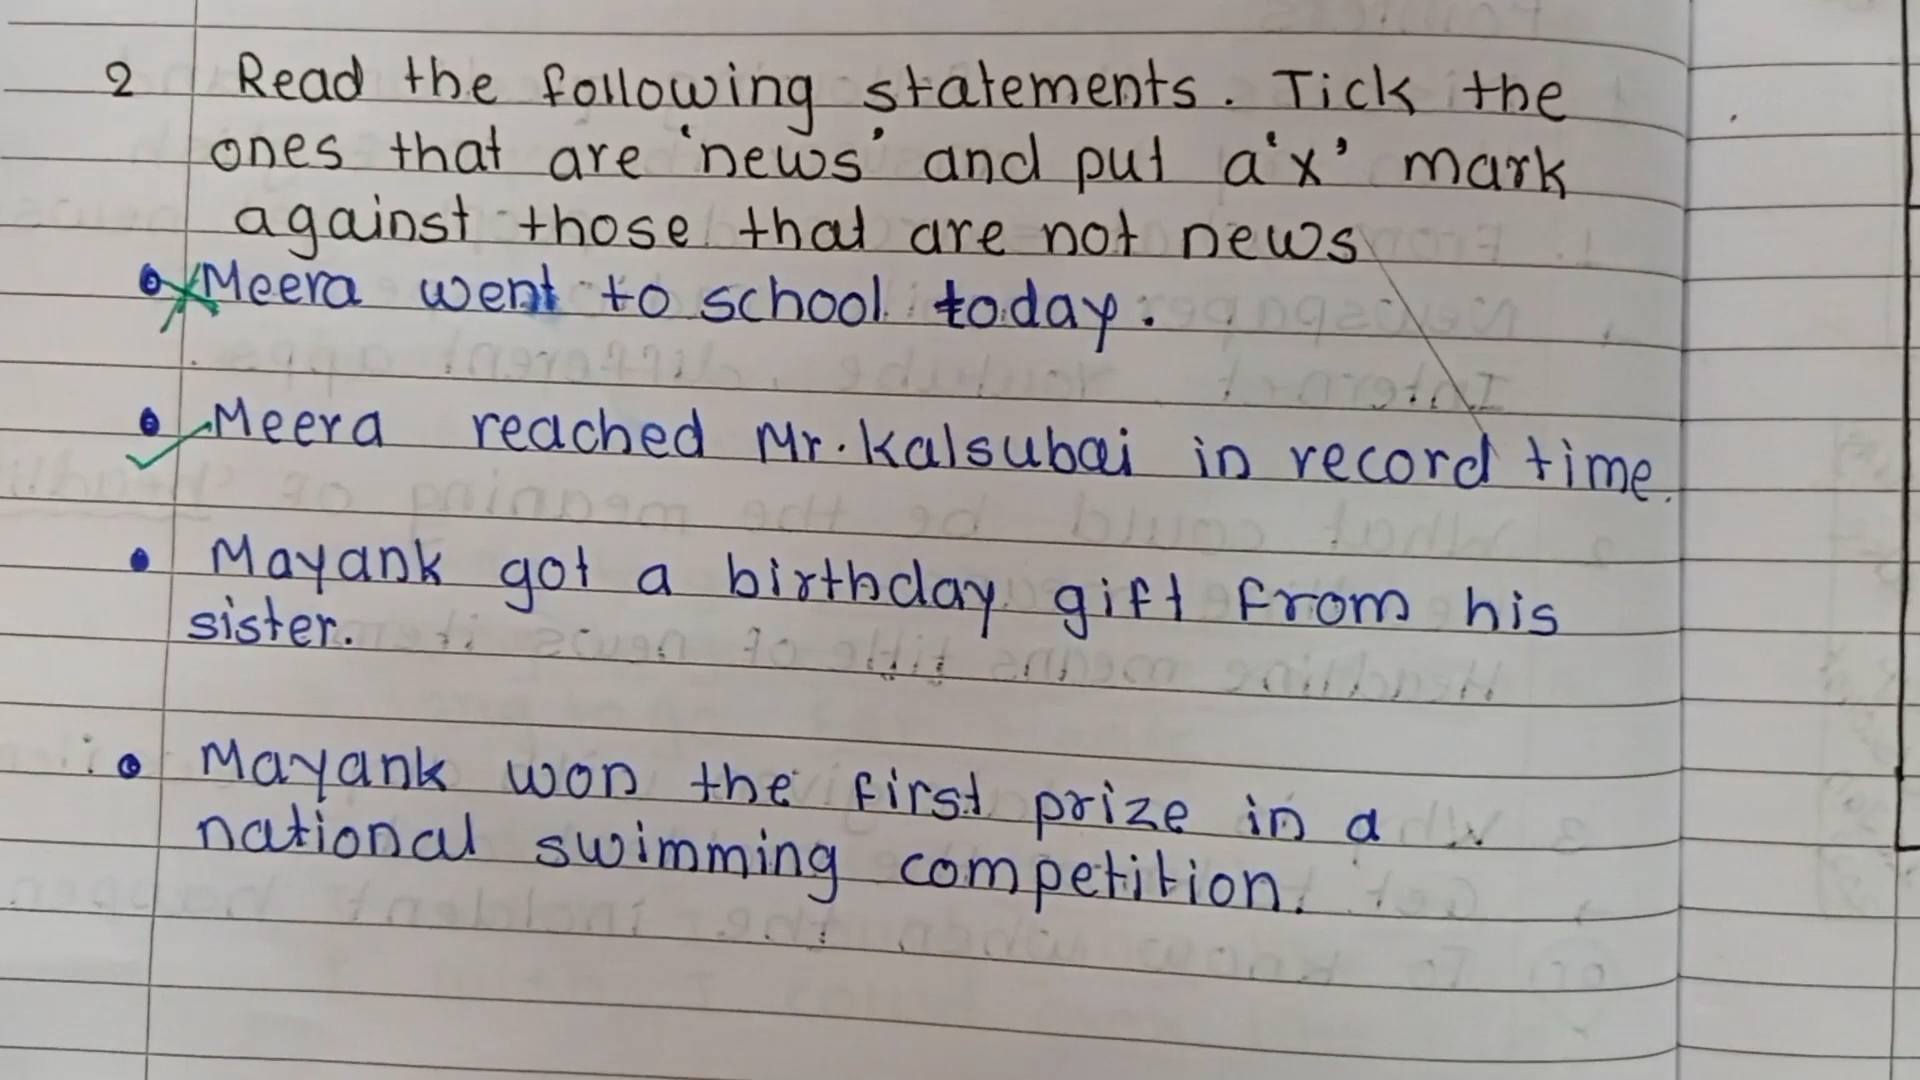 2 Read the following statements. Tick the
ones that are 'news' and put a 'x' mark
against those that are not news
• ✗ Meera went to school today.
• ✓ Meera reached Mr. Kalsubai in record time.
• Mayank got a birthday gift from his
sister.
• Mayank won the first prize in a
national swimming competition.